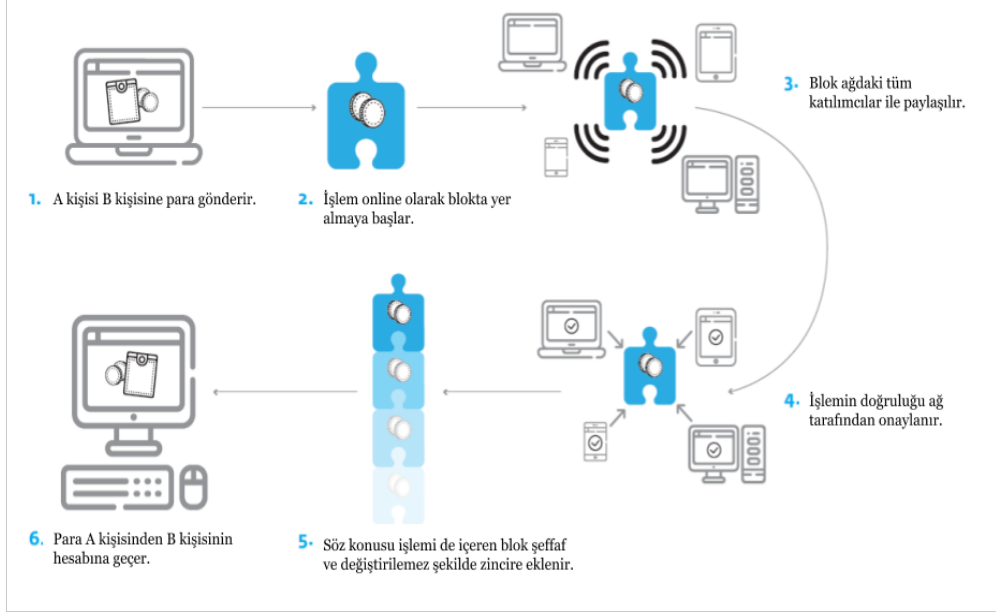 1. A kişisi B kişisine para gönderir.
2. İşlem online olarak blokta yer
almaya başlar.
3. Blok ağdaki tüm
katılımcılar ile paylaşılır.
4. İşlemin doğruluğu ağ
tarafından onaylanır.
5. Söz konusu işlemi de içeren blok şeffaf
ve değiştirilemez şekilde zincire eklenir.
6. Para A kişisinden B kişisinin
hesabına geçer.